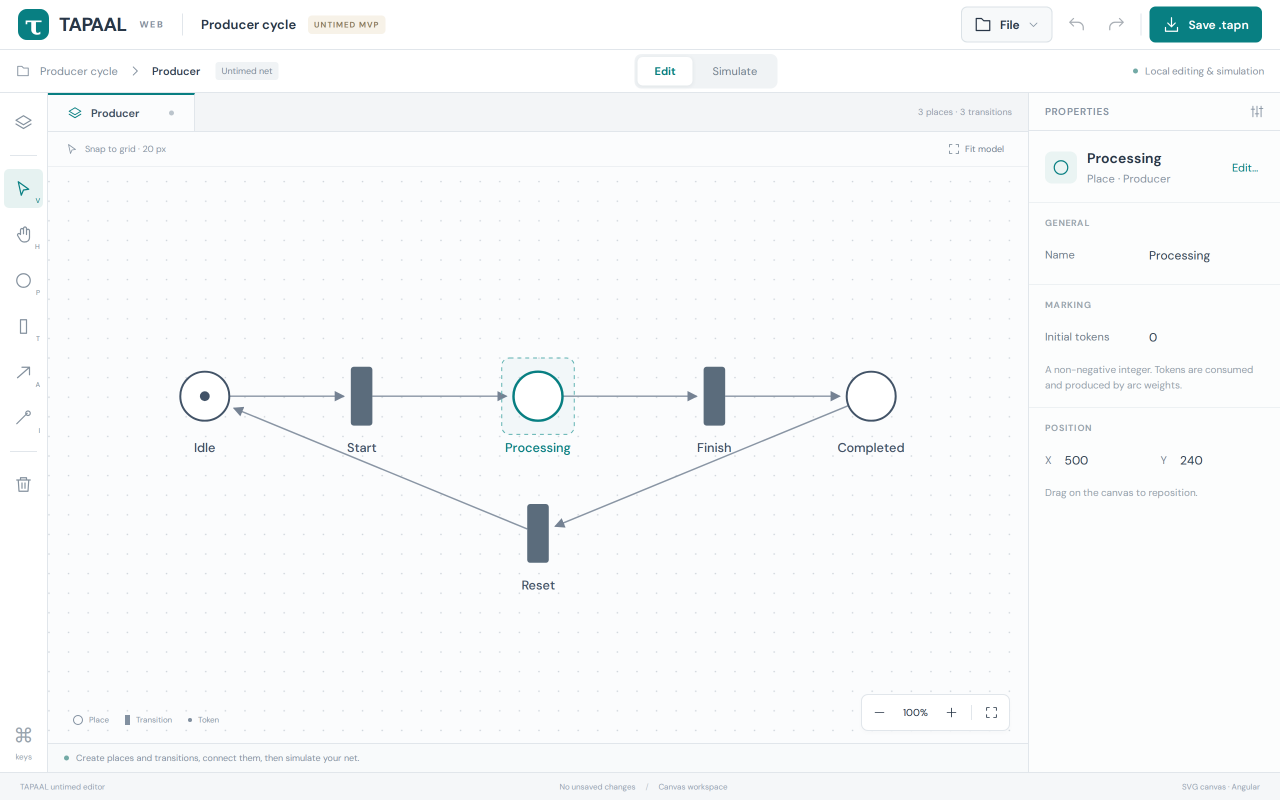 TAPAAL WEB Producer cycle UNTIMED MVP File Save .tapn
Producer cycle Producer Untimed net Edit Simulate Local editing & simulation
Producer 3 places · 3 transitions
Snap to grid · 20 px Fit model
V
H
P
T
A
I
Idle Start Processing Finish Completed
Reset
Place Transition Token 100%
keys
Create places and transitions, connect them, then simulate your net.
PROPERTIES
Processing
Place · Producer
Edit...
GENERAL
Name Processing
MARKING
Initial tokens 0
A non-negative integer. Tokens are consumed
and produced by arc weights.
POSITION
X 500 Y 240
Drag on the canvas to reposition.
TAPAAL untimed editor No unsaved changes / Canvas workspace SVG canvas · Angular